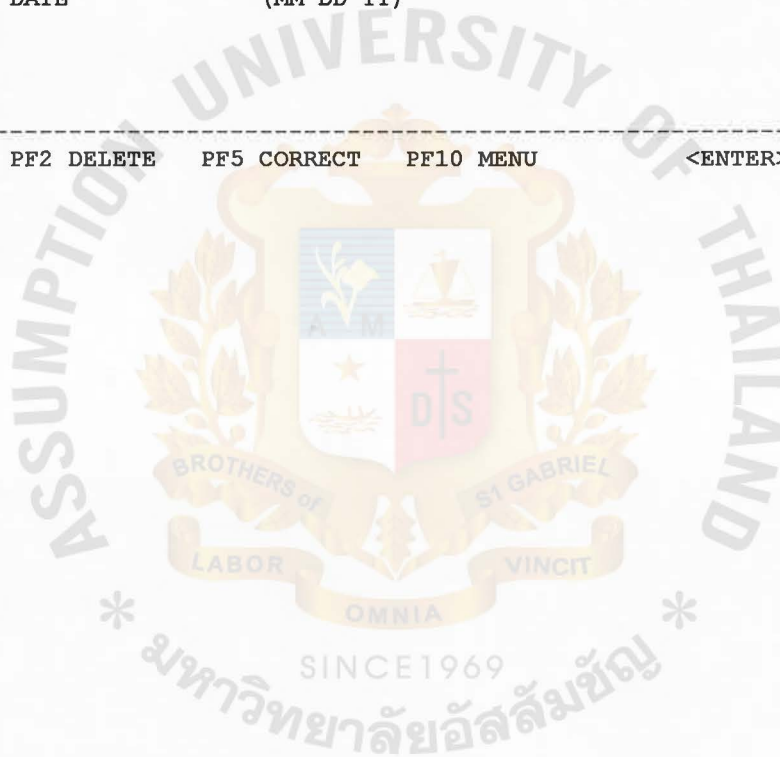 DATE (MM-DD-YY)
PF2 DELETE PF5 CORRECT PF10 MENU <ENTER>
ASSUMPTION UNIVERSITY OF THAILAND
A M
D S
BROTHERS of ST GABRIEL
LABOR VINCIT
OMNIA
SINCE1969
* มหาวิทยาลัยอัสสัมชัญ *